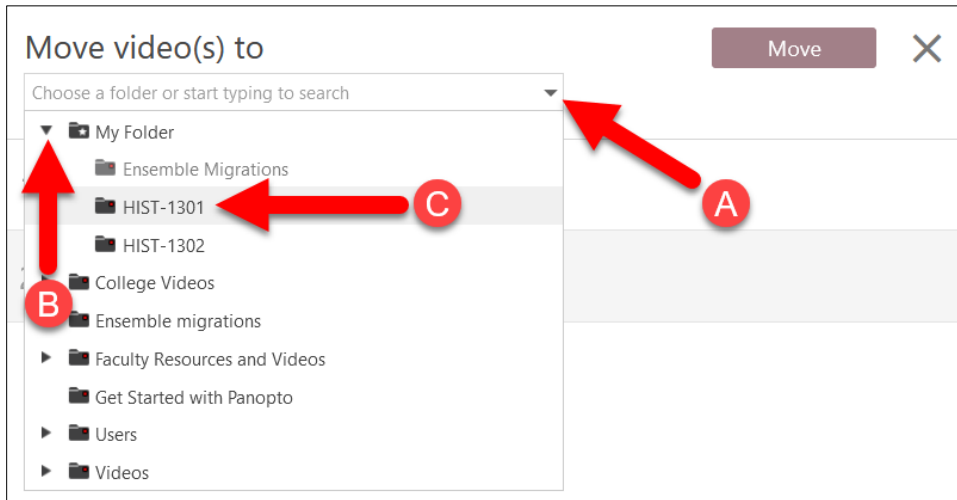 Move video(s) to
Move
Choose a folder or start typing to search
My Folder
Ensemble Migrations
A
HIST-1301
C
HIST-1302
College Videos
B
Ensemble migrations
Faculty Resources and Videos
Get Started with Panopto
Users
Videos